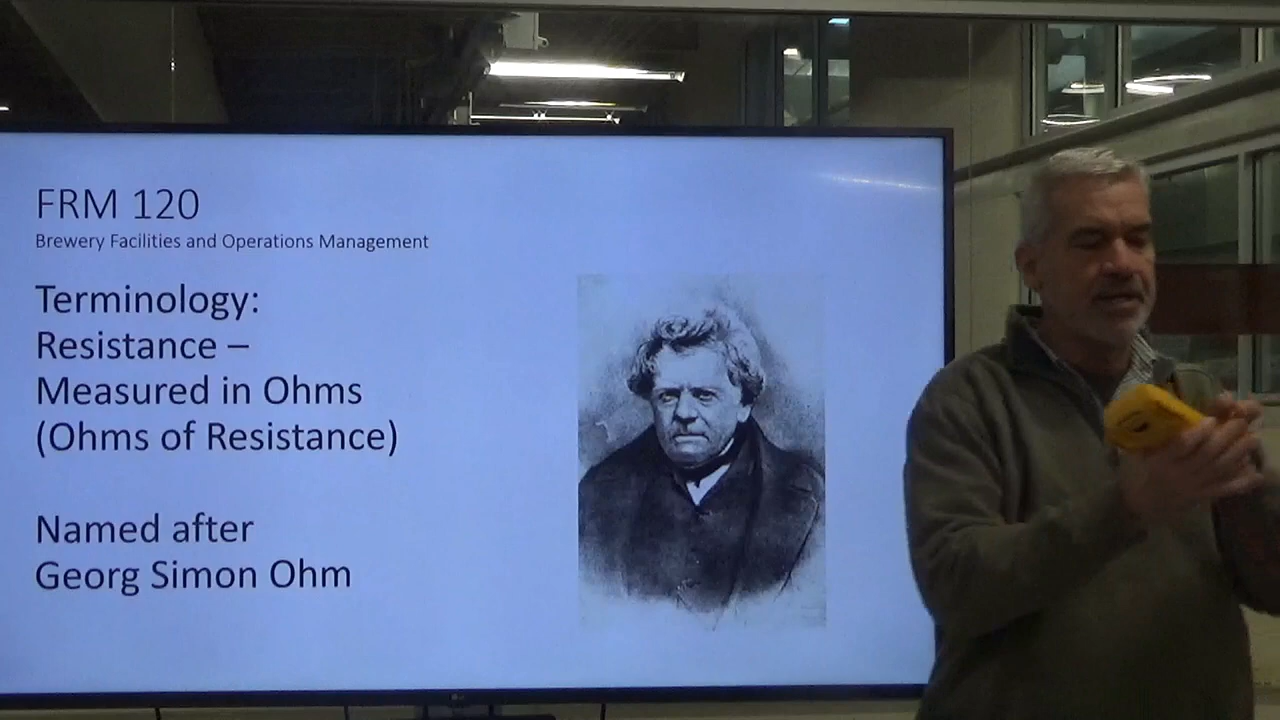 FRM 120
Brewery Facilities and Operations Management
Terminology:
Resistance –
Measured in Ohms
(Ohms of Resistance)
Named after
Georg Simon Ohm
LG